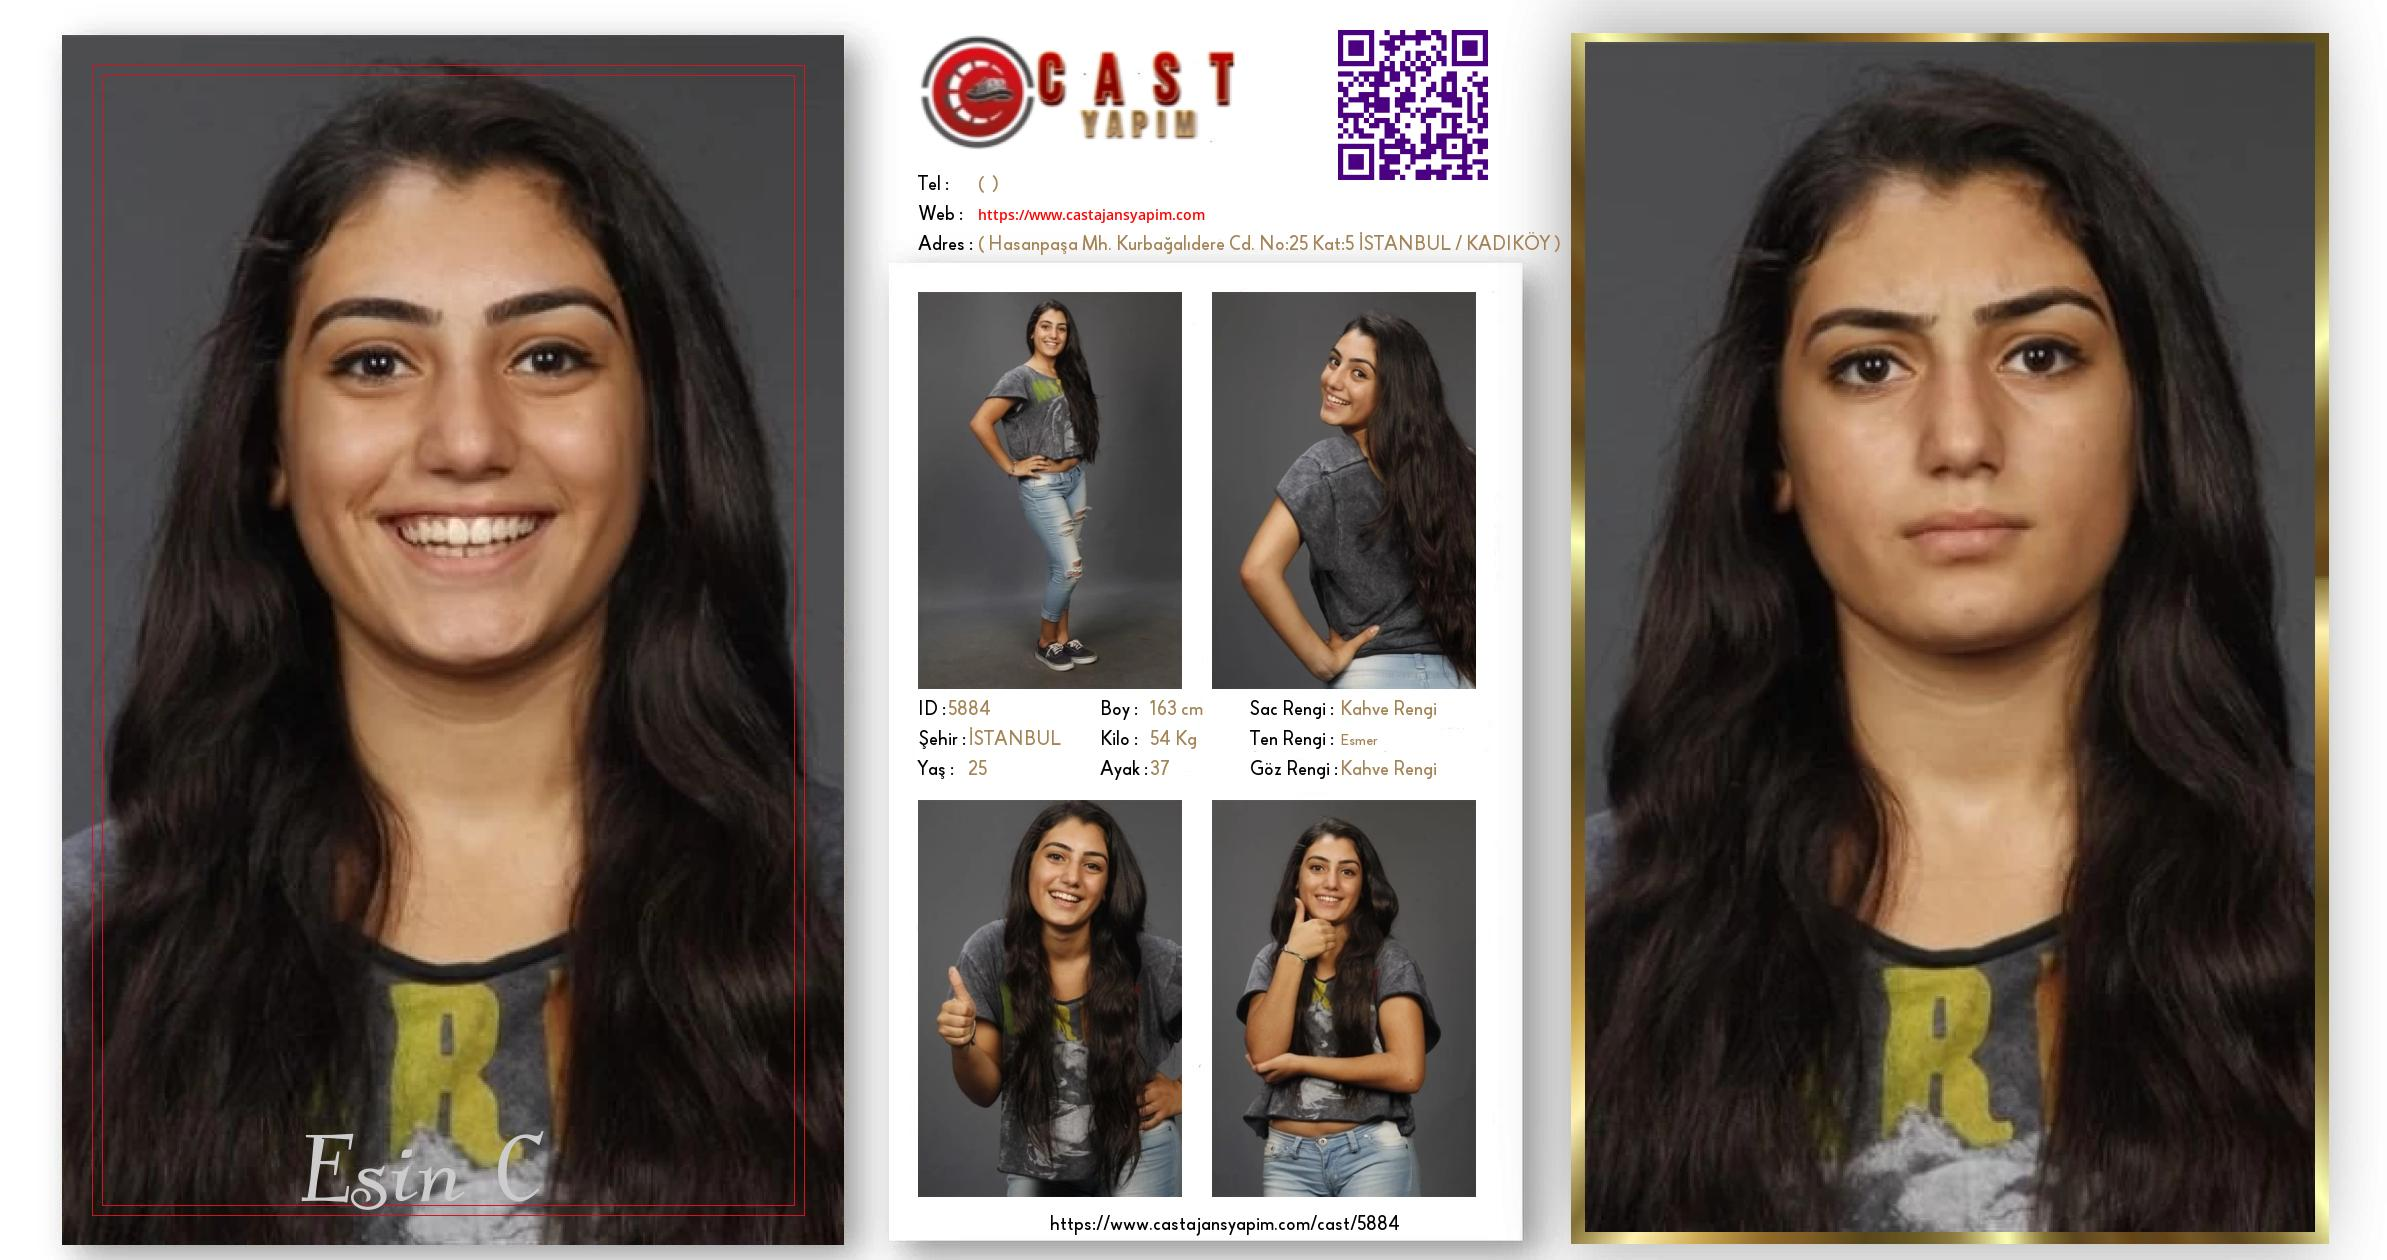 R
Esin C
CAST
YAPIM
Tel : ( )
Web : https://www.castajansyapim.com
Adres : ( Hasanpaşa Mh. Kurbağalıdere Cd. No:25 Kat:5 İSTANBUL / KADIKÖY )
ID : 5884 Boy : 163 cm Sac Rengi : Kahve Rengi
Şehir : İSTANBUL Kilo : 54 Kg Ten Rengi : Esmer
Yaş : 25 Ayak : 37 Göz Rengi : Kahve Rengi
https://www.castajansyapim.com/cast/5884
R